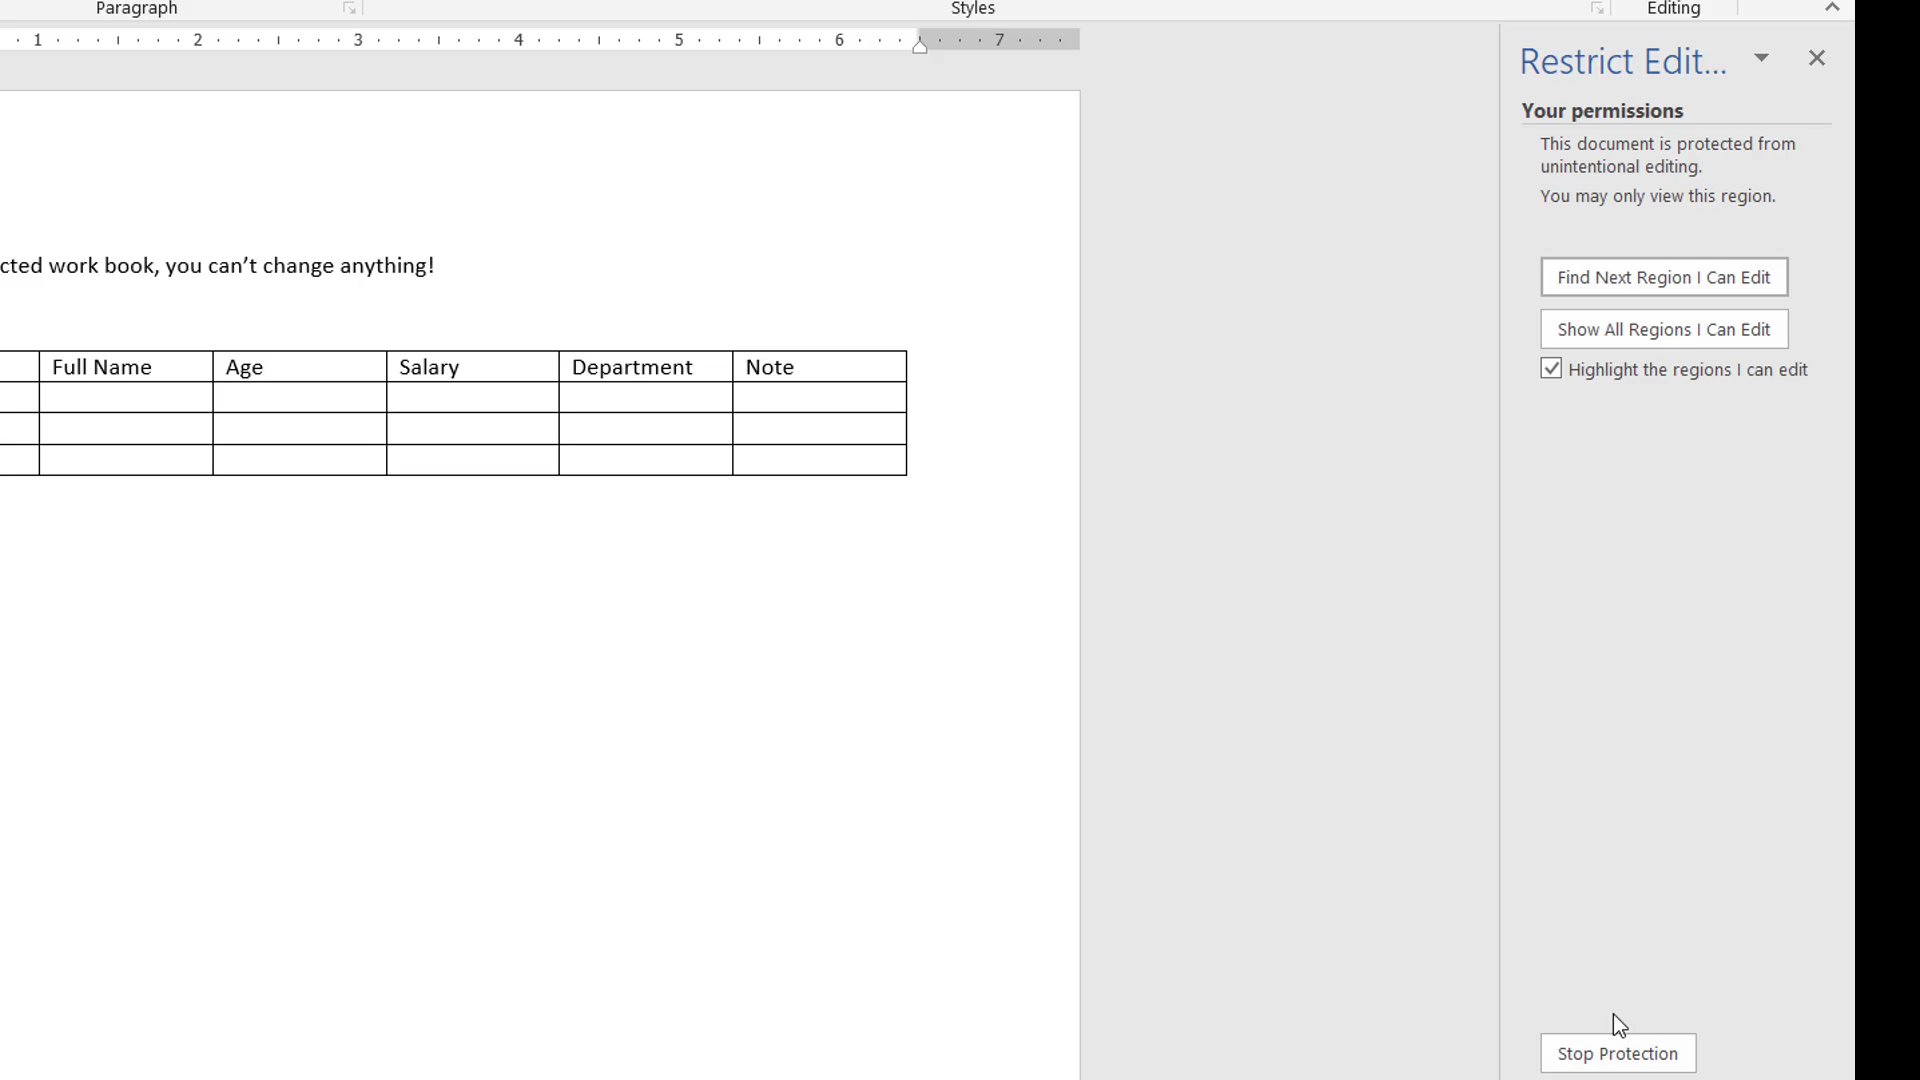 Paragraph
Styles
Editing
1 2 3 4 5 6 7
Restrict Edit...
Your permissions
This document is protected from
unintentional editing.
You may only view this region.
Find Next Region I Can Edit
Show All Regions I Can Edit
Highlight the regions I can edit
cted work book, you can’t change anything!
Full Name Age Salary Department Note
Stop Protection